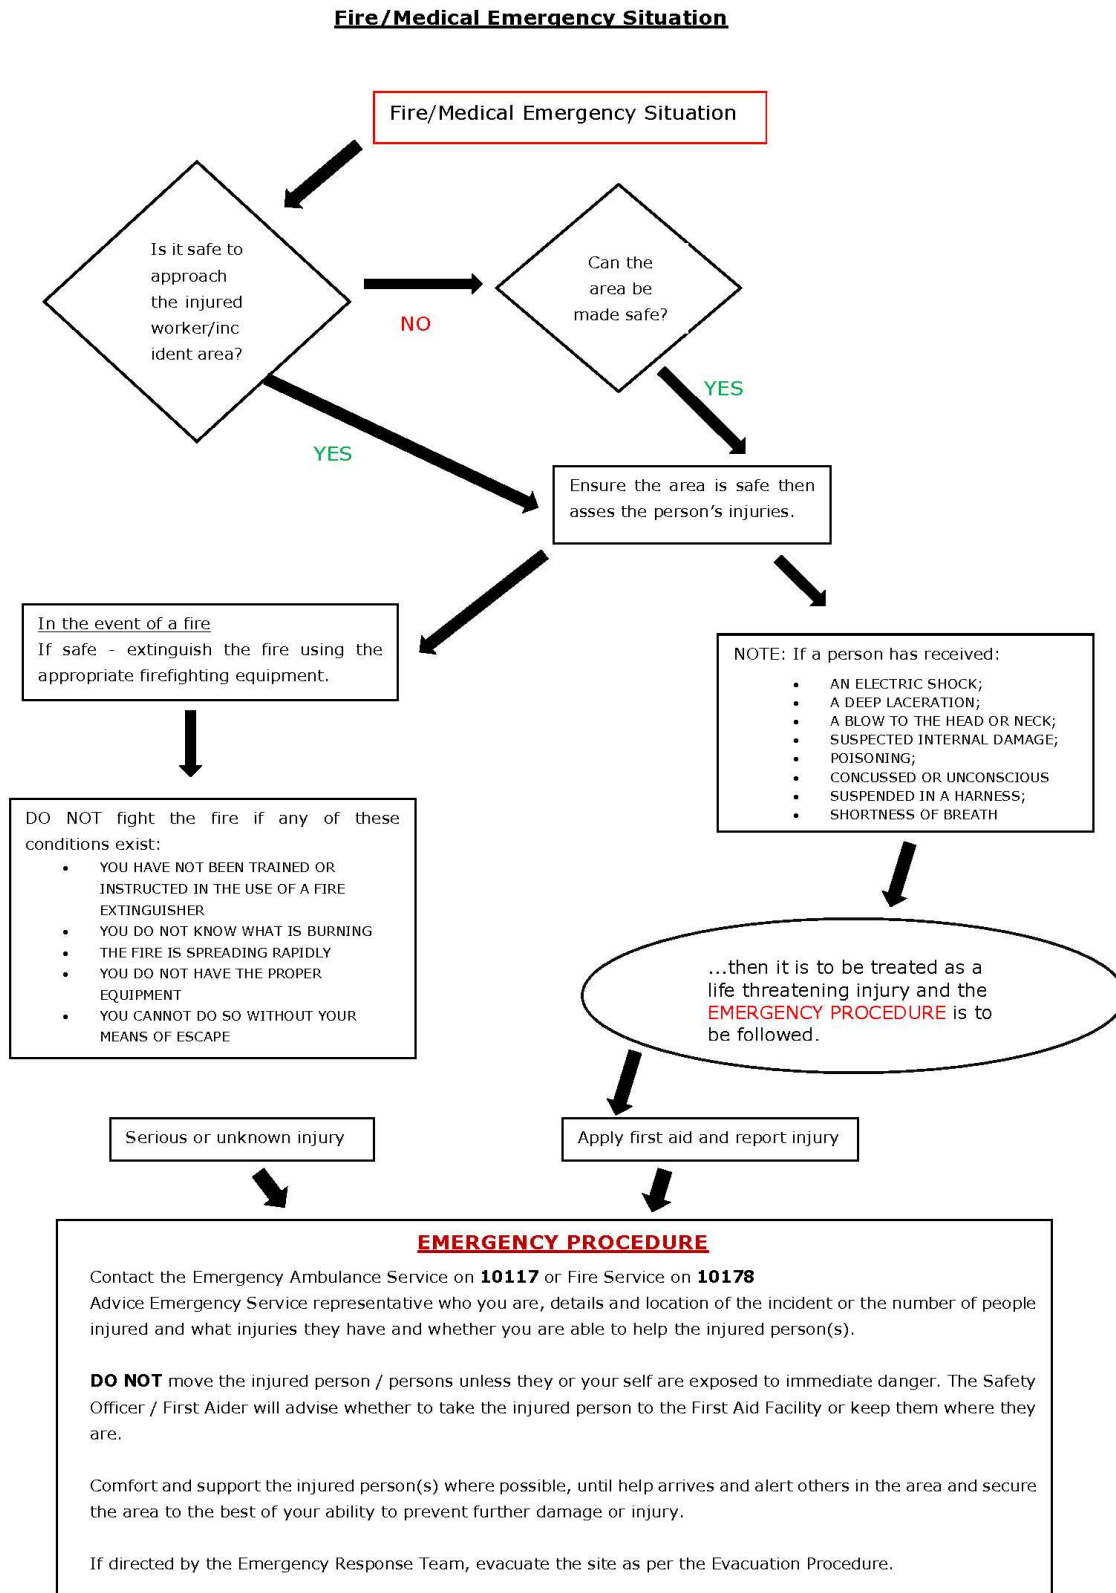 Fire/Medical Emergency Situation
Fire/Medical Emergency Situation
Is it safe to
approach
the injured
worker/inc
ident area?
NO
Can the
area be
made safe?
YES
YES
Ensure the area is safe then
asses the person's injuries.
In the event of a fire
If safe - extinguish the fire using the
appropriate firefighting equipment.
NOTE: If a person has received:
• AN ELECTRIC SHOCK;
• A DEEP LACERATION;
• A BLOW TO THE HEAD OR NECK;
• SUSPECTED INTERNAL DAMAGE;
• POISONING;
• CONCUSSED OR UNCONSCIOUS
• SUSPENDED IN A HARNESS;
• SHORTNESS OF BREATH
DO NOT fight the fire if any of these
conditions exist:
• YOU HAVE NOT BEEN TRAINED OR
INSTRUCTED IN THE USE OF A FIRE
EXTINGUISHER
• YOU DO NOT KNOW WHAT IS BURNING
• THE FIRE IS SPREADING RAPIDLY
• YOU DO NOT HAVE THE PROPER
EQUIPMENT
• YOU CANNOT DO SO WITHOUT YOUR
MEANS OF ESCAPE
...then it is to be treated as a
life threatening injury and the
EMERGENCY PROCEDURE is to
be followed.
Serious or unknown injury
Apply first aid and report injury
EMERGENCY PROCEDURE
Contact the Emergency Ambulance Service on 10117 or Fire Service on 10178
Advice Emergency Service representative who you are, details and location of the incident or the number of people
injured and what injuries they have and whether you are able to help the injured person(s).
DO NOT move the injured person / persons unless they or your self are exposed to immediate danger. The Safety
Officer / First Aider will advise whether to take the injured person to the First Aid Facility or keep them where they
are.
Comfort and support the injured person(s) where possible, until help arrives and alert others in the area and secure
the area to the best of your ability to prevent further damage or injury.
If directed by the Emergency Response Team, evacuate the site as per the Evacuation Procedure.